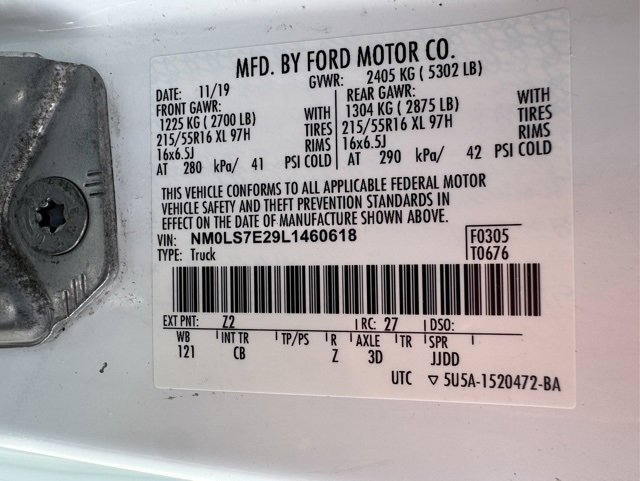 MFD. BY FORD MOTOR CO.
DATE: 11/19 GVWR: 2405 KG ( 5302 LB)
FRONT GAWR: REAR GAWR:
1225 KG ( 2700 LB) WITH 1304 KG ( 2875 LB) WITH
215/55R16 XL 97H TIRES 215/55R16 XL 97H TIRES
16x6.5J RIMS 16x6.5J RIMS
AT 280 kPa/ 41 PSI COLD AT 290 kPa/ 42 PSI COLD
THIS VEHICLE CONFORMS TO ALL APPLICABLE FEDERAL MOTOR
VEHICLE SAFETY AND THEFT PREVENTION STANDARDS IN
EFFECT ON THE DATE OF MANUFACTURE SHOWN ABOVE.
VIN: NM0LS7E29L1460618 F0305
TYPE: Truck T0676
EXT PNT: Z2 RC: 27 DSO:
WB INT TR TP/PS R AXLE TR SPR
121 CB Z 3D JJDD
UTC ▽ 5U5A-1520472-BA